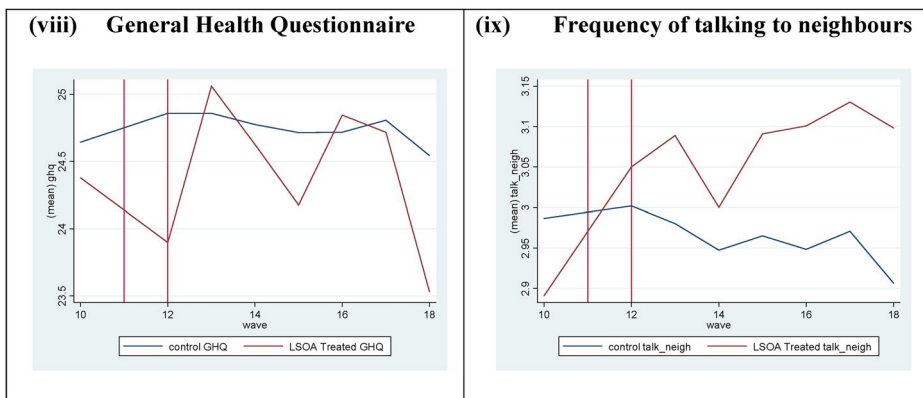 (viii) General Health Questionnaire
(mean) ghq
25
24.5
24
23.5
10 12 14 16 18
wave
control GHQ LSOA Treated GHQ
(ix) Frequency of talking to neighbours
(mean) talk_neigh
3.15
3.1
3.05
3
2.95
2.9
10 12 14 16 18
wave
control talk_neigh LSOA Treated talk_neigh